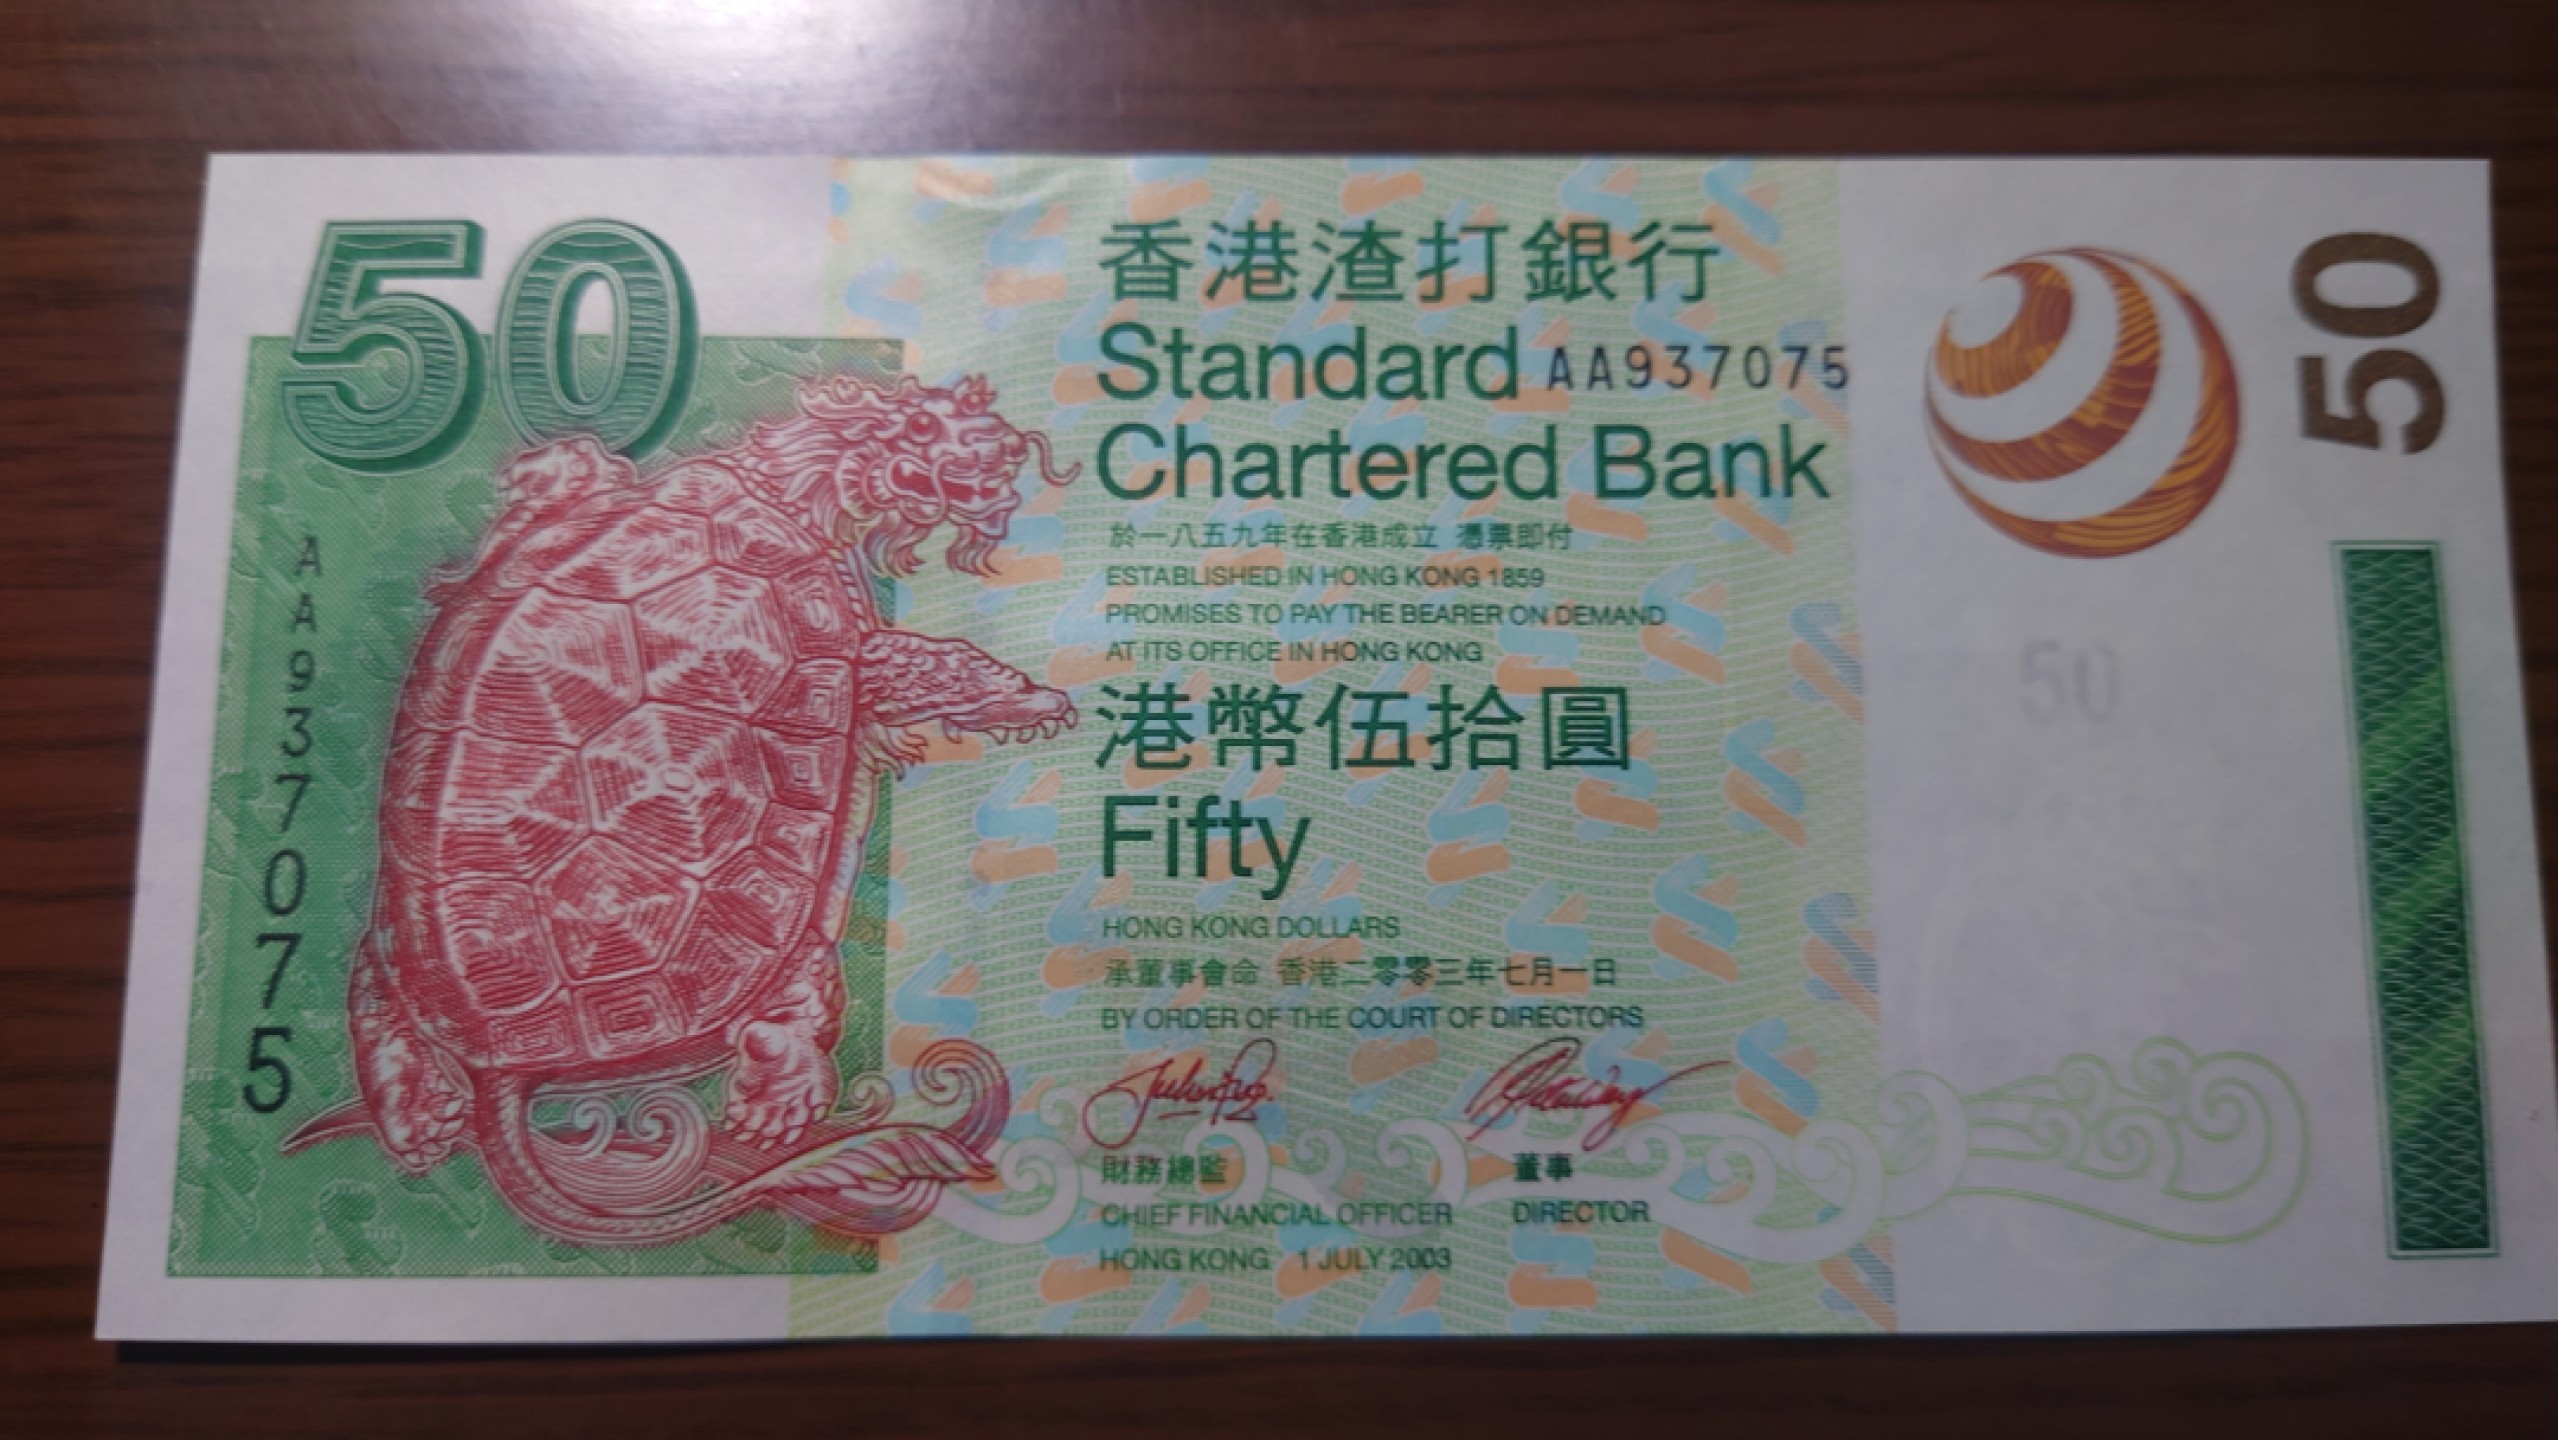 50
香港渣打銀行
Standard AA937075
Chartered Bank
於一八五九年在香港成立 憑票即付
ESTABLISHED IN HONG KONG 1859
PROMISES TO PAY THE BEARER ON DEMAND
AT ITS OFFICE IN HONG KONG
港幣伍拾圓
Fifty
HONG KONG DOLLARS
承董事會命 香港二零零三年七月一日
BY ORDER OF THE COURT OF DIRECTORS
財務總監 董事
CHIEF FINANCIAL OFFICER DIRECTOR
HONG KONG 1 JULY 2003
AA937075
50
50